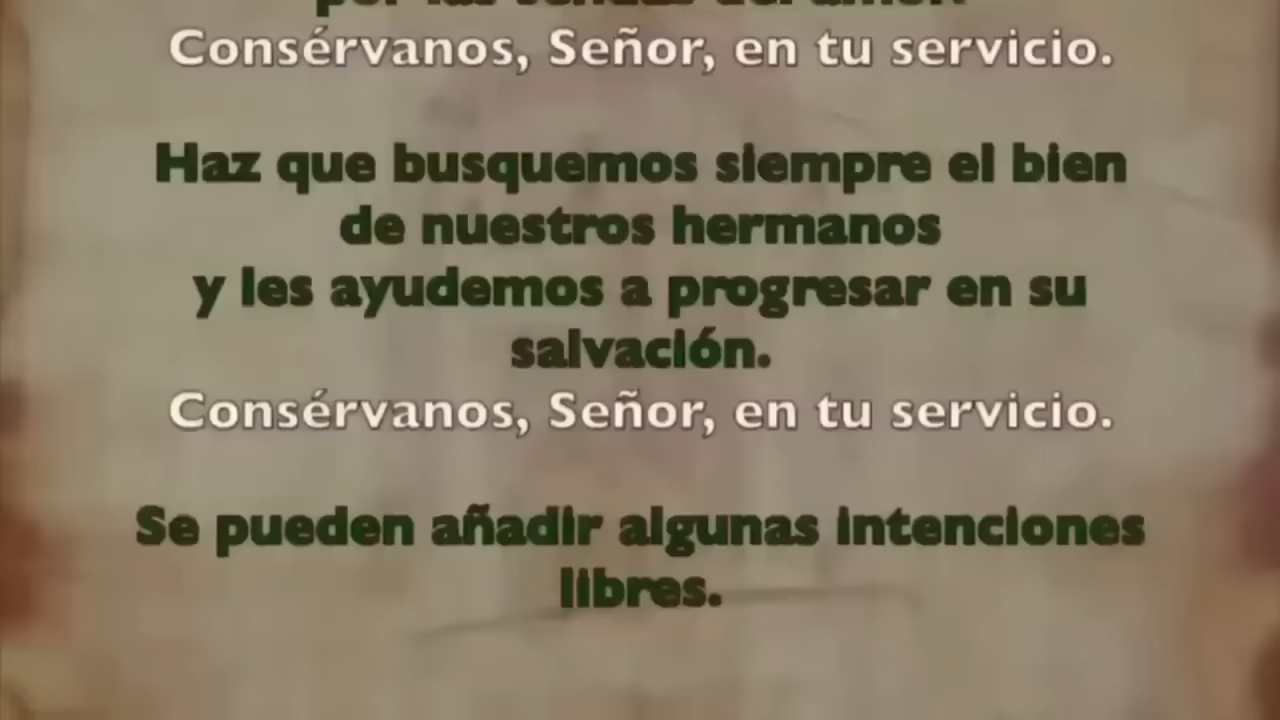 Consérvanos, Señor, en tu servicio.
Haz que busquemos siempre el bien
de nuestros hermanos
y les ayudemos a progresar en su
salvación.
Consérvanos, Señor, en tu servicio.
Se pueden añadir algunas intenciones
libres.